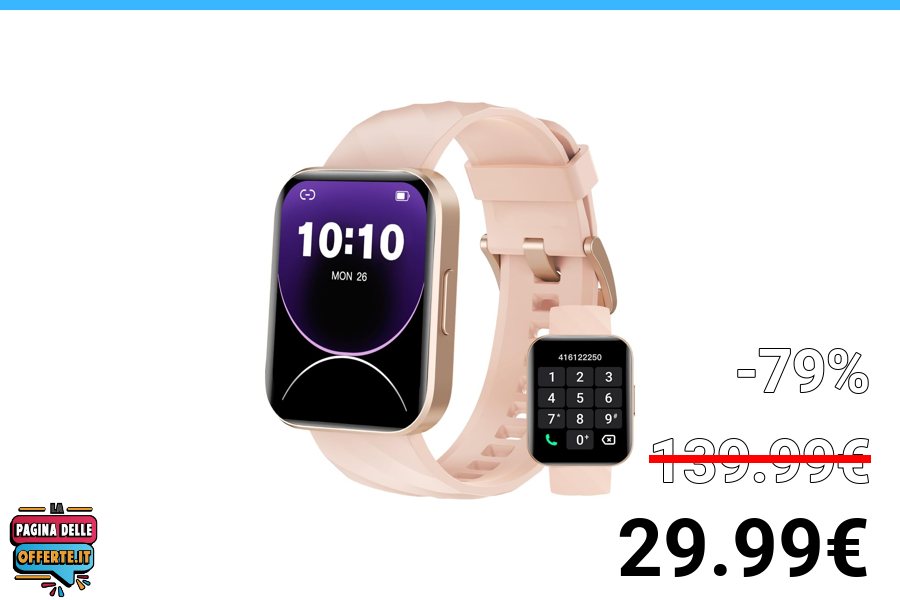 10:10
MON 26
416122250
1 2 3
4 5 6
7* 8 9#
0+
-79%
139.99€
29.99€
LA
PAGINA DELLE
OFFERTE.IT